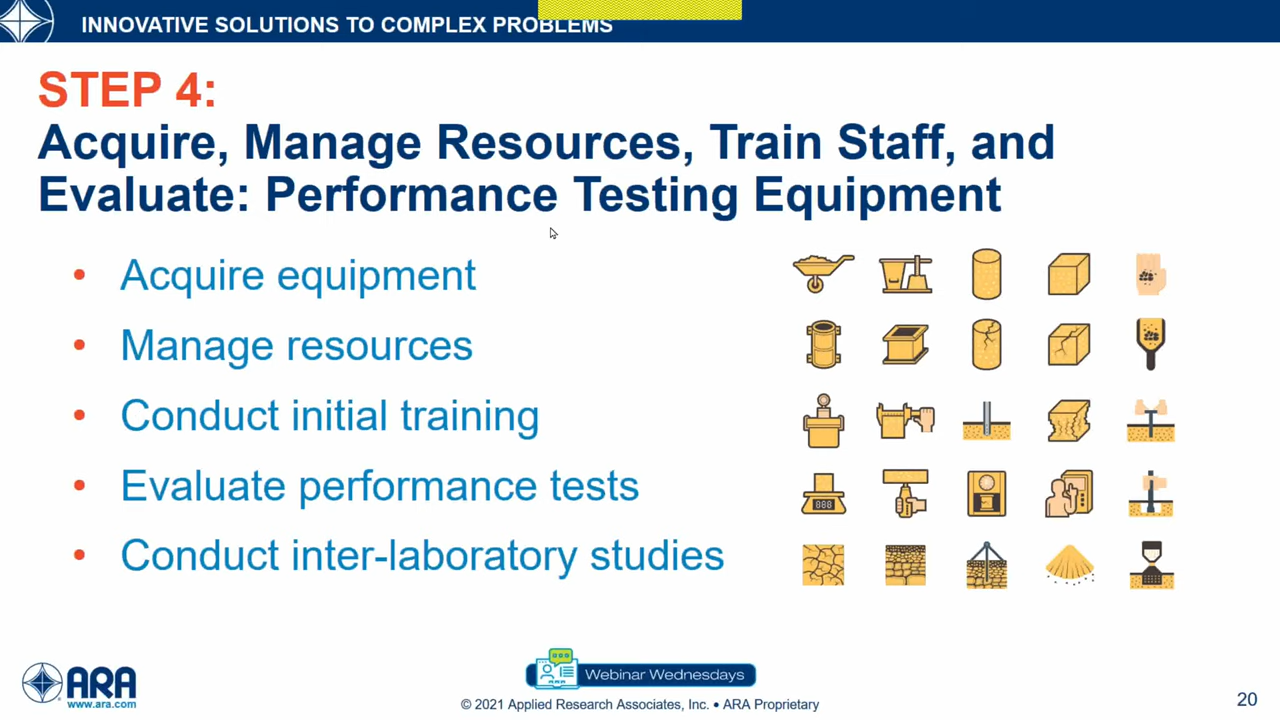 INNOVATIVE SOLUTIONS TO COMPLEX PROBLEMS
STEP 4:
Acquire, Manage Resources, Train Staff, and
Evaluate: Performance Testing Equipment
• Acquire equipment
• Manage resources
• Conduct initial training
• Evaluate performance tests
• Conduct inter-laboratory studies
888
ARA
www.ara.com
Webinar Wednesdays
© 2021 Applied Research Associates, Inc. • ARA Proprietary
20